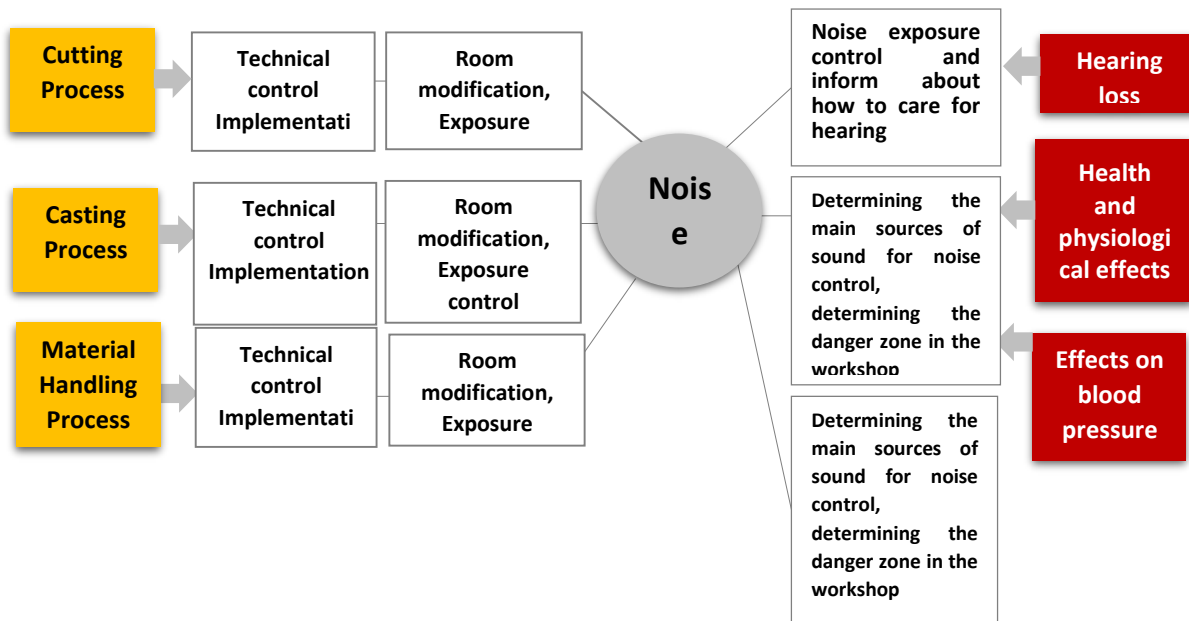 Cutting
Process
Technical
control
Implementati
Room
modification,
Exposure
Casting
Process
Technical
control
Implementation
Room
modification,
Exposure
control
Material
Handling
Process
Technical
control
Implementati
Room
modification,
Exposure
Nois
e
Noise exposure
control and
inform about
how to care for
hearing
Determining the
main sources of
sound for noise
control,
determining the
danger zone in the
workshop
Determining the
main sources of
sound for noise
control,
determining the
danger zone in the
workshop
Hearing
loss
Health
and
physiologi
cal effects
Effects on
blood
pressure